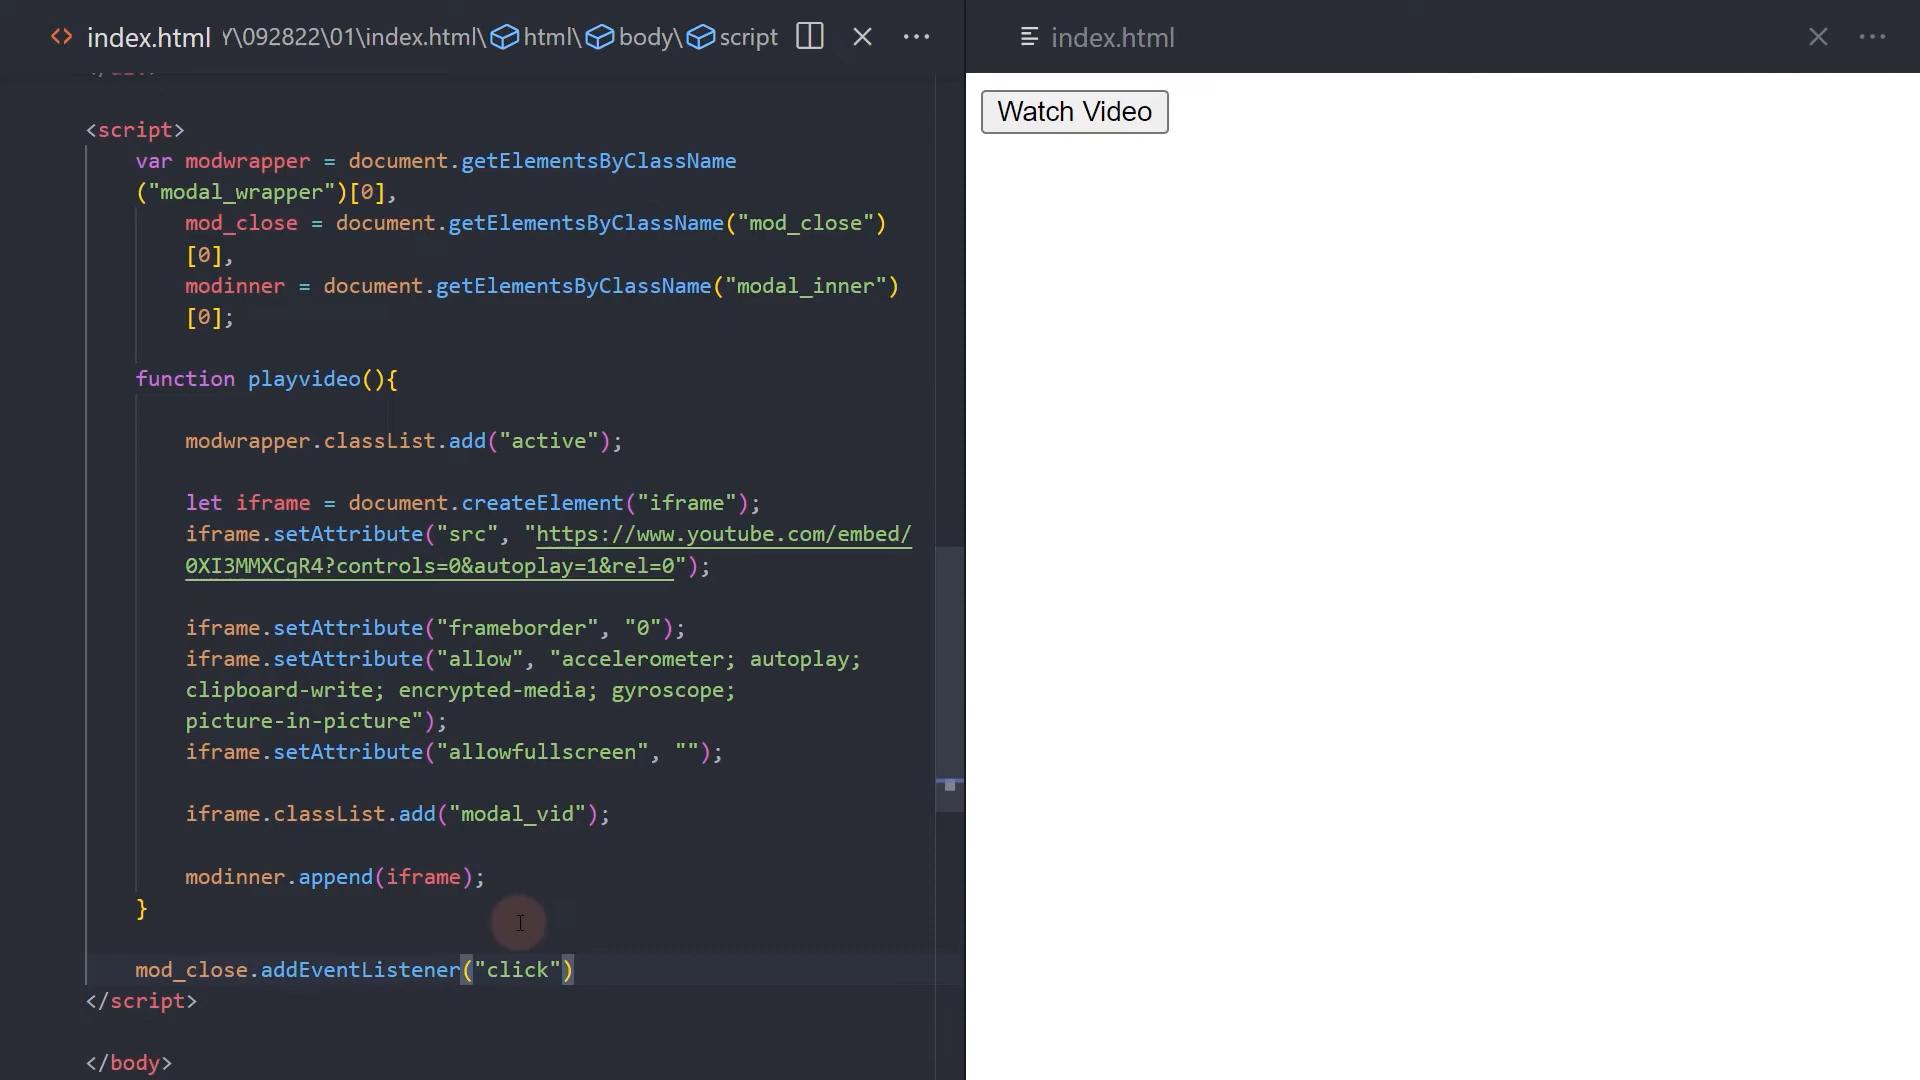 index.html Y\092822\01\index.html\ html\ body\ script
index.html
Watch Video
<script>
var modwrapper = document.getElementsByClassName
("modal_wrapper")[0],
mod_close = document.getElementsByClassName("mod_close")
[0],
modinner = document.getElementsByClassName("modal_inner")
[0];
function playvideo(){
modwrapper.classList.add("active");
let iframe = document.createElement("iframe");
iframe.setAttribute("src", "https://www.youtube.com/embed/
0XI3MMXCqR4?controls=0&autoplay=1&rel=0");
iframe.setAttribute("frameborder", "0");
iframe.setAttribute("allow", "accelerometer; autoplay;
clipboard-write; encrypted-media; gyroscope;
picture-in-picture");
iframe.setAttribute("allowfullscreen", "");
iframe.classList.add("modal_vid");
modinner.append(iframe);
}
mod_close.addEventListener("click")
</script>
</body>